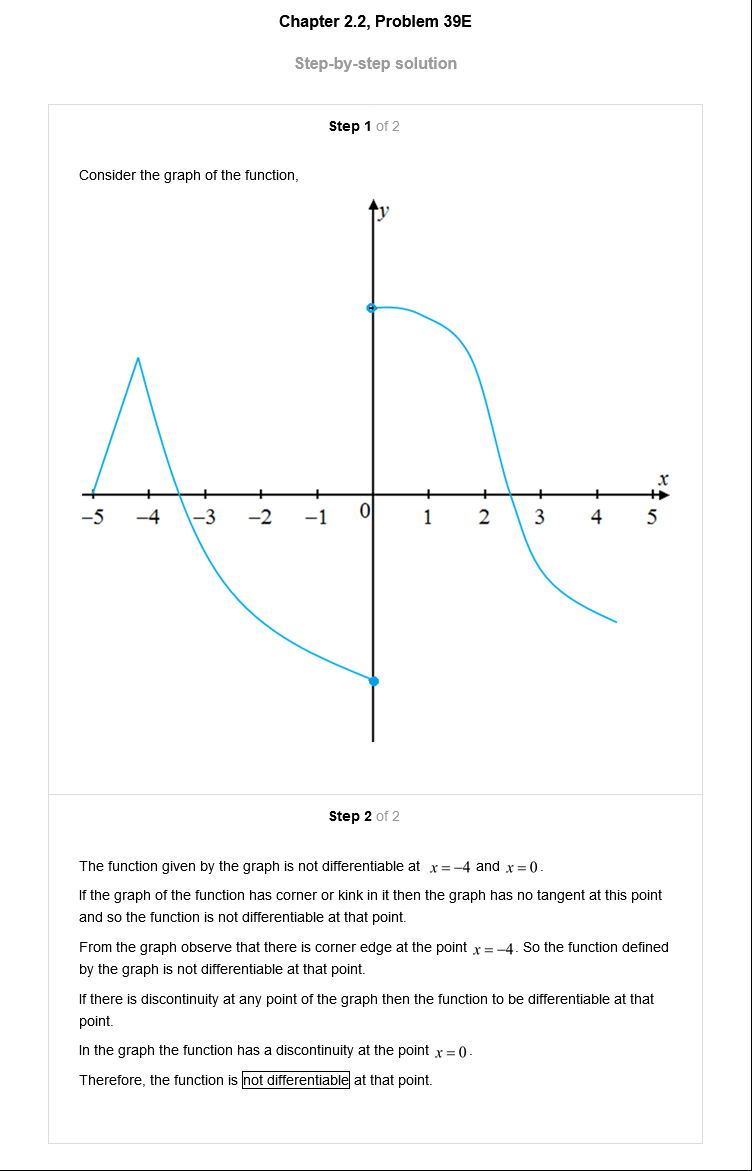 Chapter 2.2, Problem 39E
Step-by-step solution
Step 1 of 2
Consider the graph of the function,
y
x
−5 −4 −3 −2 −1 0 1 2 3 4 5
Step 2 of 2
The function given by the graph is not differentiable at x = −4 and x = 0.
If the graph of the function has corner or kink in it then the graph has no tangent at this point
and so the function is not differentiable at that point.
From the graph observe that there is corner edge at the point x = −4. So the function defined
by the graph is not differentiable at that point.
If there is discontinuity at any point of the graph then the function to be differentiable at that
point.
In the graph the function has a discontinuity at the point x = 0.
Therefore, the function is not differentiable at that point.